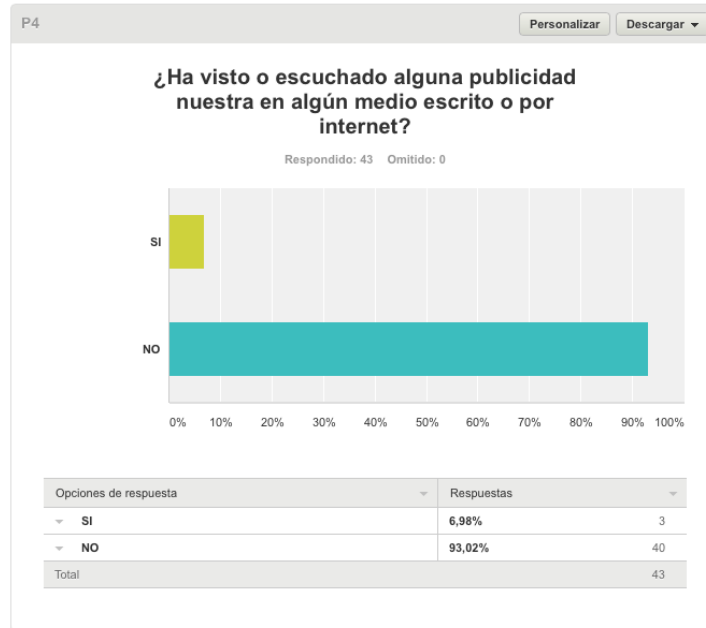 P4
Personalizar
Descargar
¿Ha visto o escuchado alguna publicidad
nuestra en algún medio escrito o por
internet?
Respondido: 43 Omitido: 0
SI
NO
0% 10% 20% 30% 40% 50% 60% 70% 80% 90% 100%
Opciones de respuesta Respuestas
SI 6,98% 3
NO 93,02% 40
Total 43